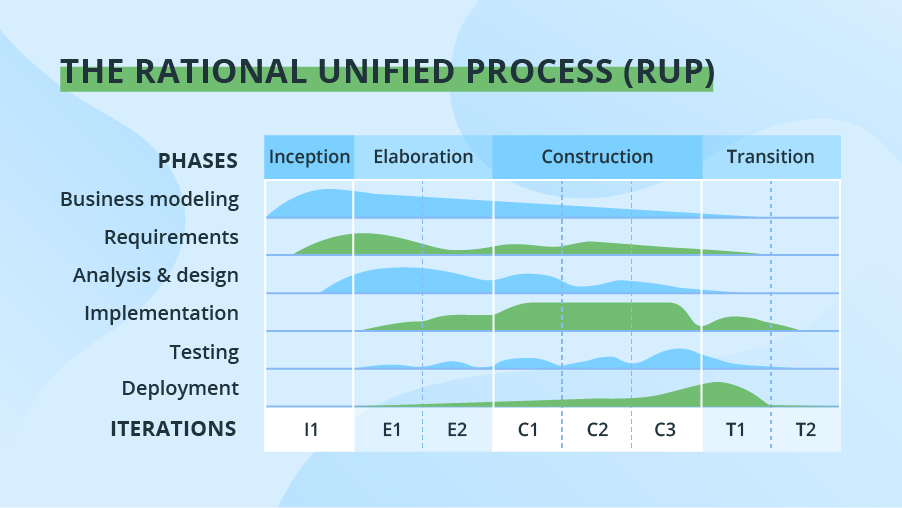 THE RATIONAL UNIFIED PROCESS (RUP)
PHASES Inception Elaboration Construction Transition
Business modeling
Requirements
Analysis & design
Implementation
Testing
Deployment
ITERATIONS I1 E1 E2 C1 C2 C3 T1 T2